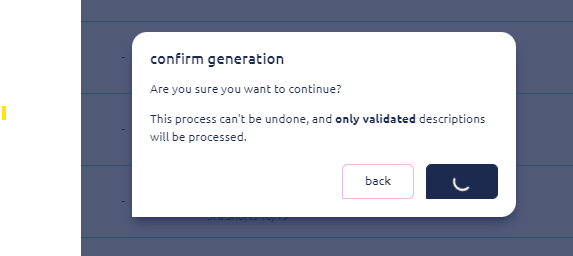 confirm generation
Are you sure you want to continue?
This process can't be undone, and only validated descriptions
will be processed.
back